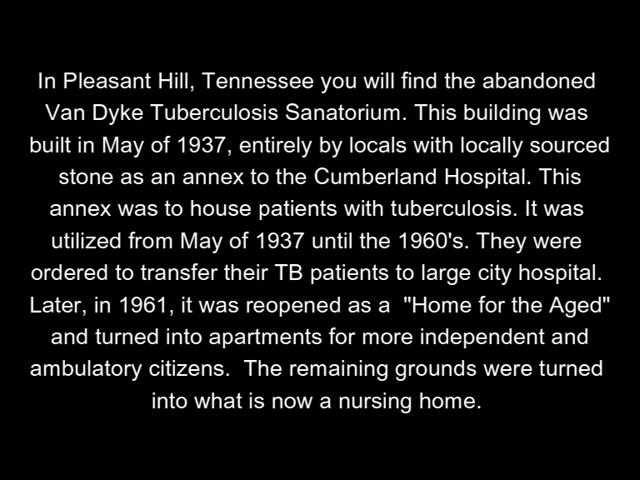 In Pleasant Hill, Tennessee you will find the abandoned
Van Dyke Tuberculosis Sanatorium. This building was
built in May of 1937, entirely by locals with locally sourced
stone as an annex to the Cumberland Hospital. This
annex was to house patients with tuberculosis. It was
utilized from May of 1937 until the 1960's. They were
ordered to transfer their TB patients to large city hospital.
Later, in 1961, it was reopened as a  "Home for the Aged"
and turned into apartments for more independent and
ambulatory citizens.  The remaining grounds were turned
into what is now a nursing home.